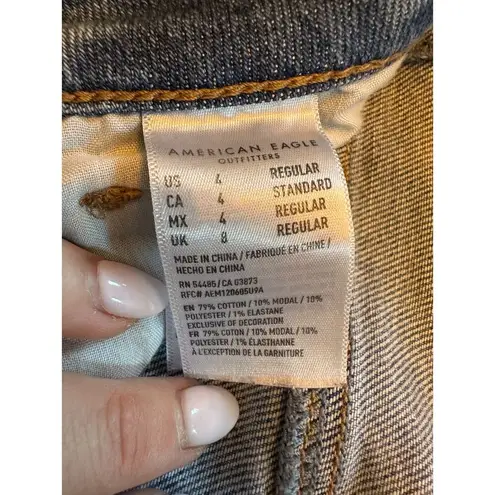 AMERICAN EAGLE
OUTFITTERS
US 4 REGULAR
CA 4 STANDARD
MX 4 REGULAR
UK 8 REGULAR
MADE IN CHINA / FABRIQUÉ EN CHINE /
HECHO EN CHINA
RN 54485/ CA 03873
RFC# AEM120685U9A
EN 79% COTTON / 10% MODAL / 10%
POLYESTER / 1% ELASTANE
EXCLUSIVE OF DECORATION
FR 79% COTON / 10% MODAL / 10%
POLYESTER / 1% ÉLASTHANNE
À L'EXCEPTION DE LA GARNITURE